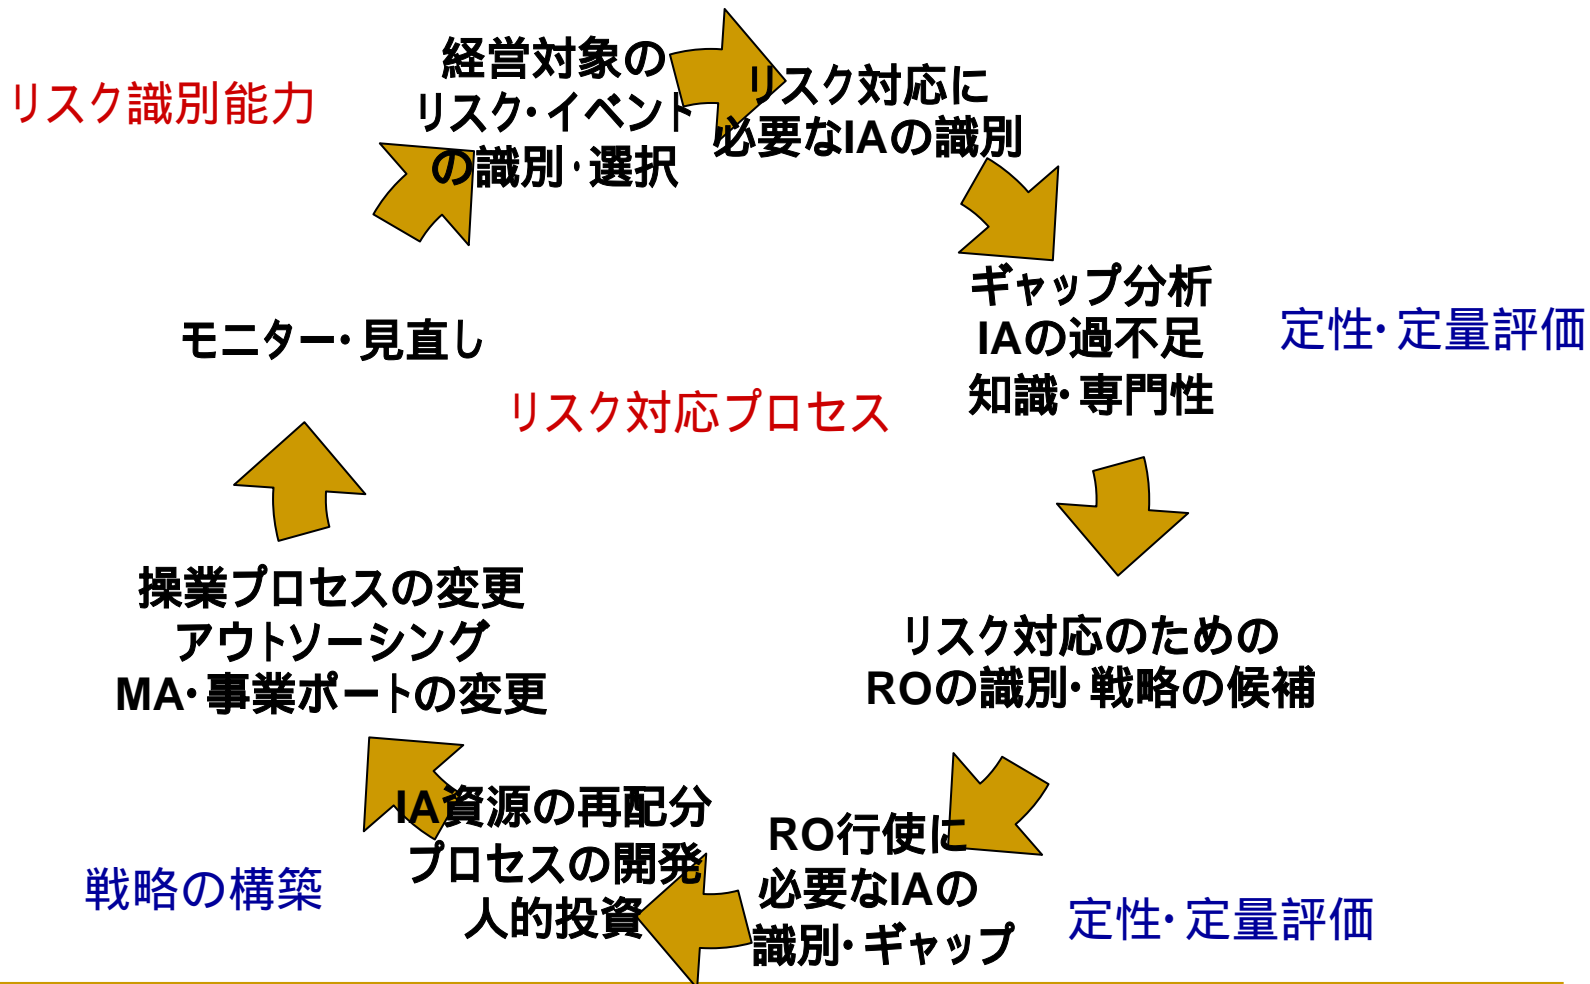 リスク識別能力
経営対象の
リスク・イベント
の識別・選択
リスク対応に
必要なIAの識別
ギャップ分析
IAの過不足
知識・専門性
定性・定量評価
モニター・見直し
リスク対応プロセス
操業プロセスの変更
アウトソーシング
MA・事業ポートの変更
リスク対応のための
ROの識別・戦略の候補
IA資源の再配分
プロセスの開発
人的投資
RO行使に
必要なIAの
識別・ギャップ
戦略の構築
定性・定量評価